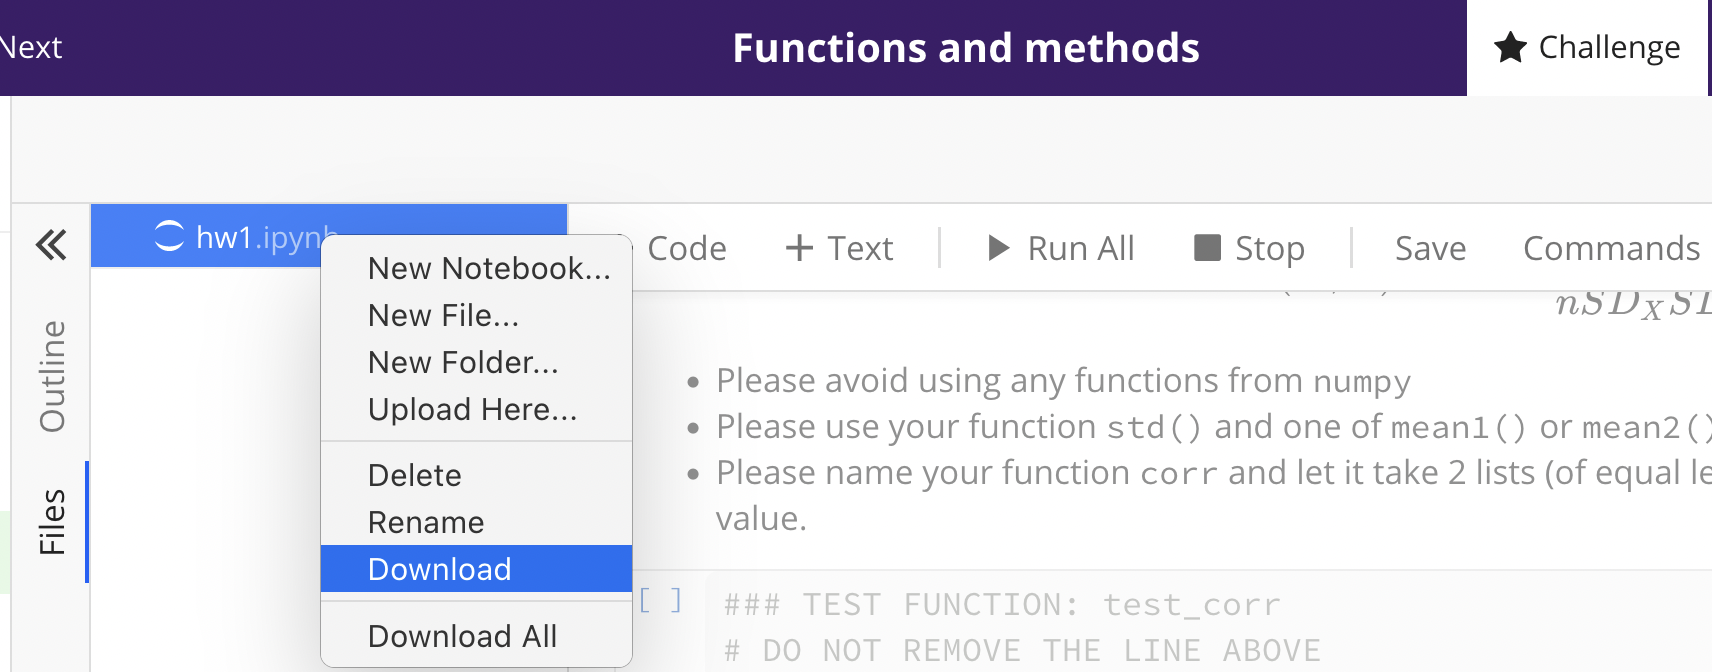 Next
Functions and methods
★ Challenge
hw1.ipynb
Code
+ Text
Run All
Stop
Save
Commands
Outline
Files
New Notebook...
New File...
New Folder...
Upload Here...
Delete
Rename
Download
Download All
• Please avoid using any functions from numpy
• Please use your function std() and one of mean1() or mean2()
• Please name your function corr and let it take 2 lists (of equal le
value.
[ ]
### TEST FUNCTION: test_corr
# DO NOT REMOVE THE LINE ABOVE